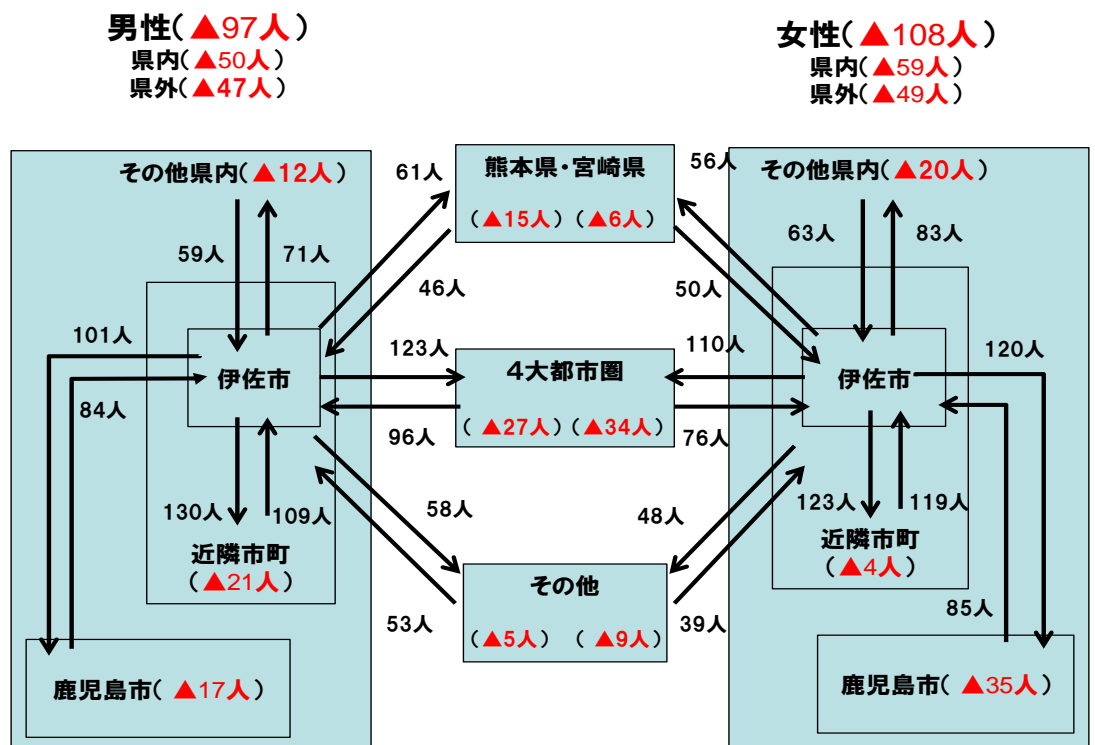 男性(▲97人)
県内(▲50人)
県外(▲47人)
女性(▲108人)
県内(▲59人)
県外(▲49人)
その他県内(▲12人)
59人
71人
101人
84人
伊佐市
130人
109人
近隣市町
(▲21人)
鹿児島市(▲17人)
61人
46人
熊本県・宮崎県
(▲15人)(▲6人)
56人
50人
123人
96人
4大都市圏
(▲27人)(▲34人)
110人
76人
58人
53人
その他
(▲5人) (▲9人)
48人
39人
その他県内(▲20人)
63人
83人
伊佐市
120人
123人
119人
近隣市町
(▲4人)
85人
鹿児島市(▲35人)